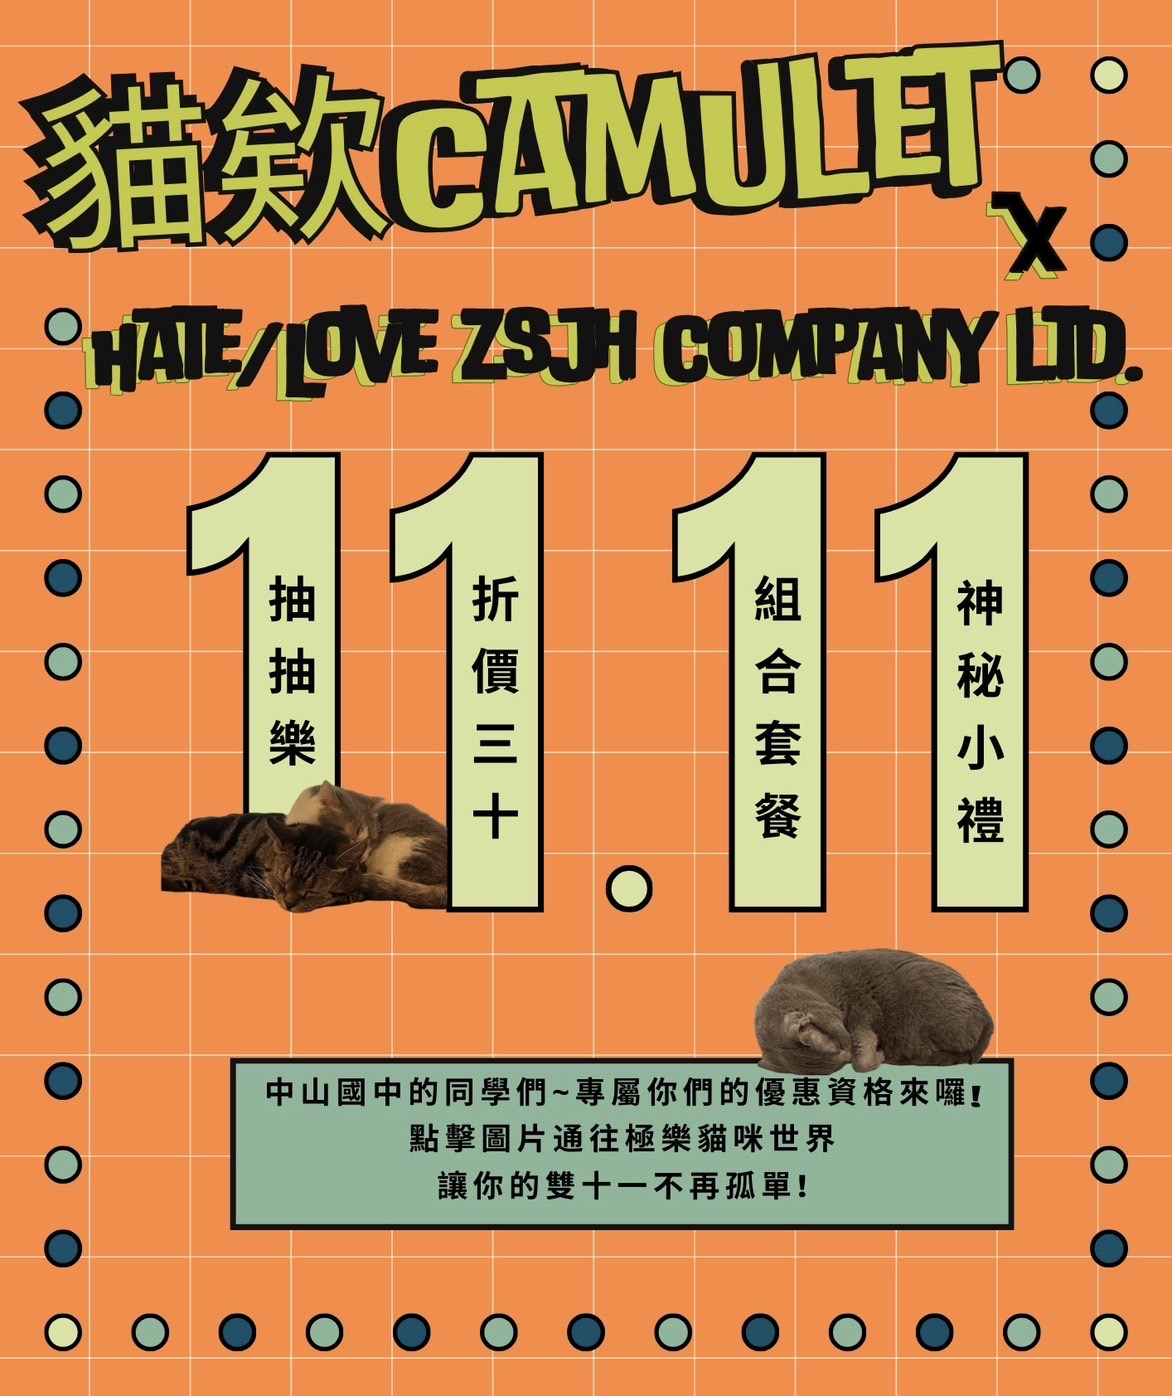 貓欸CAMULET
X
HATE/LOVE ZSJH COMPANY LTD.
11.11
抽抽樂
折價三十
組合套餐
神秘小禮
中山國中的同學們~專屬你們的優惠資格來囉!
點擊圖片通往極樂貓咪世界
讓你的雙十一不再孤單!